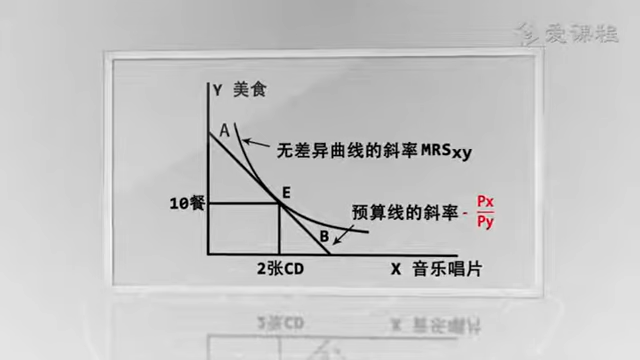 爱课程
Y 美食
A
无差异曲线的斜率MRSxy
E
10餐
预算线的斜率- Px/Py
B
2张CD
X 音乐唱片